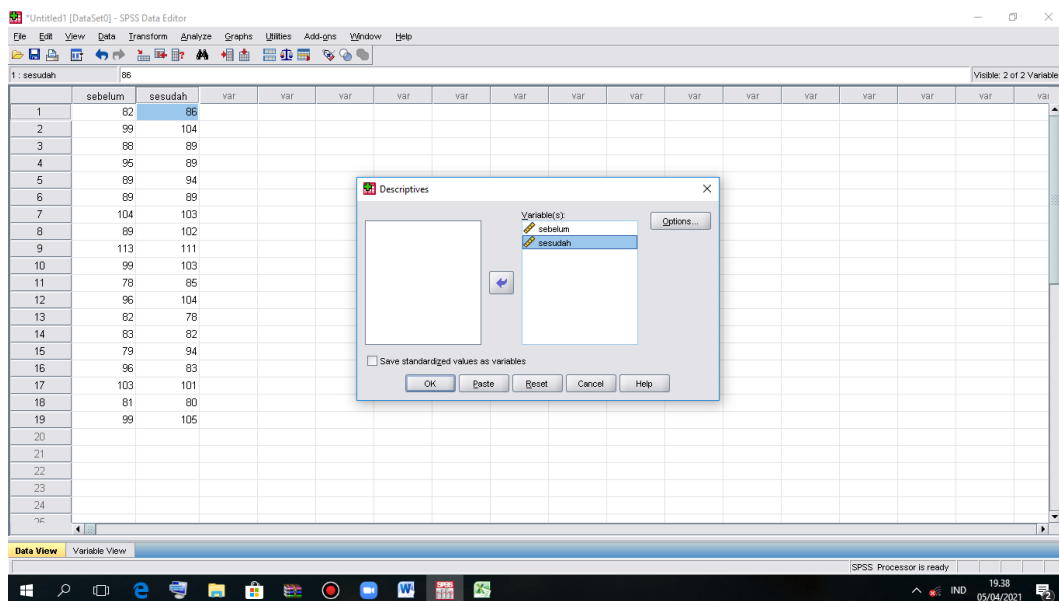 *Untitled1 [DataSet0] - SPSS Data Editor
File Edit View Data Transform Analyze Graphs Utilities Add-ons Window Help
1 : sesudah 86 Visible: 2 of 2 Variable
sebelum sesudah var var var var var var var var var var var var var var
1 82 86
2 99 104
3 88 89
4 95 89
5 89 94
6 89 89
7 104 103
8 89 102
9 113 111
10 99 103
11 78 85
12 96 104
13 82 78
14 83 82
15 79 94
16 96 83
17 103 101
18 81 80
19 99 105
20
21
22
23
24
Descriptives
Variable(s):
sebelum
sesudah
Options...
Save standardized values as variables
OK Paste Reset Cancel Help
Data View Variable View
SPSS Processor is ready
IND 19.38
05/04/2021